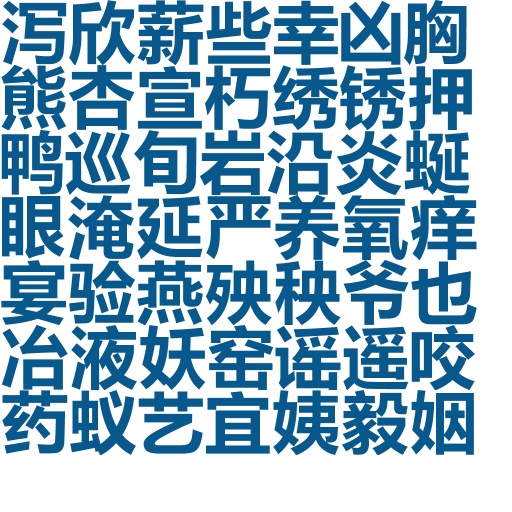 泻欣薪些幸凶胸
熊杏宣朽绣锈押
鸭巡旬岩沿炎蜒
眼淹延严养氧痒
宴验燕殃秧爷也
冶液妖窑谣遥咬
药蚁艺宜姨毅姻